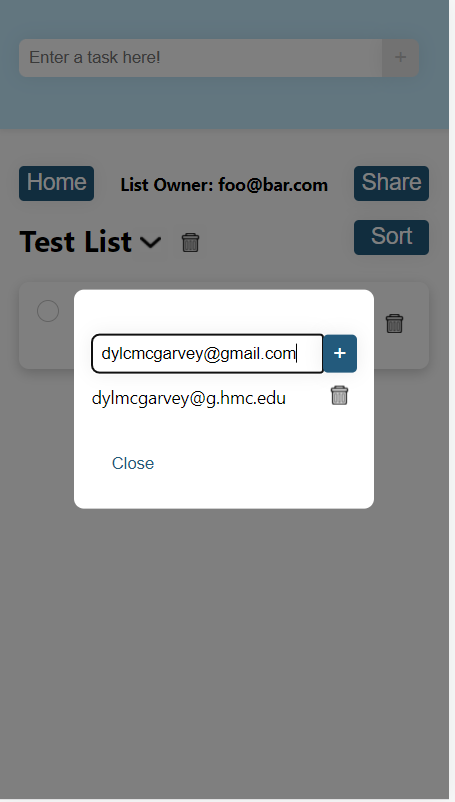 Enter a task here!
+
Home
List Owner: foo@bar.com
Share
Test List
Sort
dylcmcgarvey@gmail.com
+
dylmcgarvey@g.hmc.edu
Close